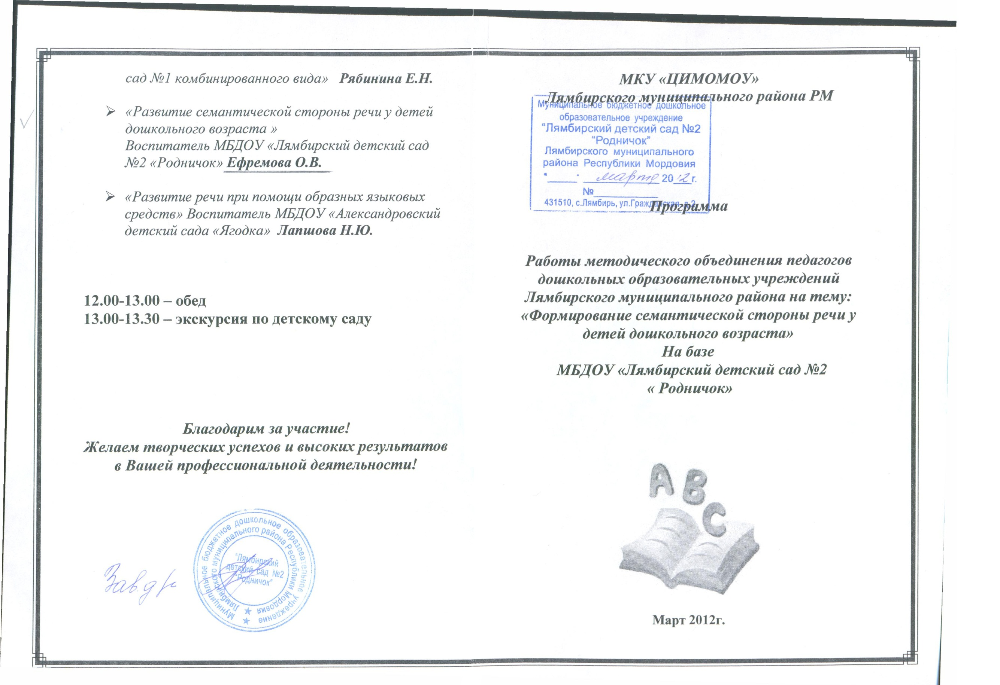 сад №1 комбинированного вида» Рябинина Е.Н.
«Развитие семантической стороны речи у детей
дошкольного возраста »
Воспитатель МБДОУ «Лямбирский детский сад
№2 «Родничок» Ефремова О.В.
«Развитие речи при помощи образных языковых
средств» Воспитатель МБДОУ «Александровский
детский сада «Ягодка» Лапшова Н.Ю.
12.00-13.00 – обед
13.00-13.30 – экскурсия по детскому саду
Благодарим за участие!
Желаем творческих успехов и высоких результатов
в Вашей профессиональной деятельности!
Муниципальное бюджетное дошкольное образовательное учреждение
Лямбирского муниципального района Республики Мордовия
"Лямбирский
детский сад №2
"Родничок"
МКУ «ЦИМОМОУ»
Лямбирского муниципального района РМ
Муниципальное бюджетное дошкольное
образовательное учреждение
"Лямбирский детский сад №2
"Родничок"
Лямбирского муниципального
района Республики Мордовия
марта 2012г.
№
431510, с.Лямбирь, ул.Гражданская д.2
Программа
Работы методического объединения педагогов
дошкольных образовательных учреждений
Лямбирского муниципального района на тему:
«Формирование семантической стороны речи у
детей дошкольного возраста»
На базе
МБДОУ «Лямбирский детский сад №2
« Родничок»
A B
C
Март 2012г.